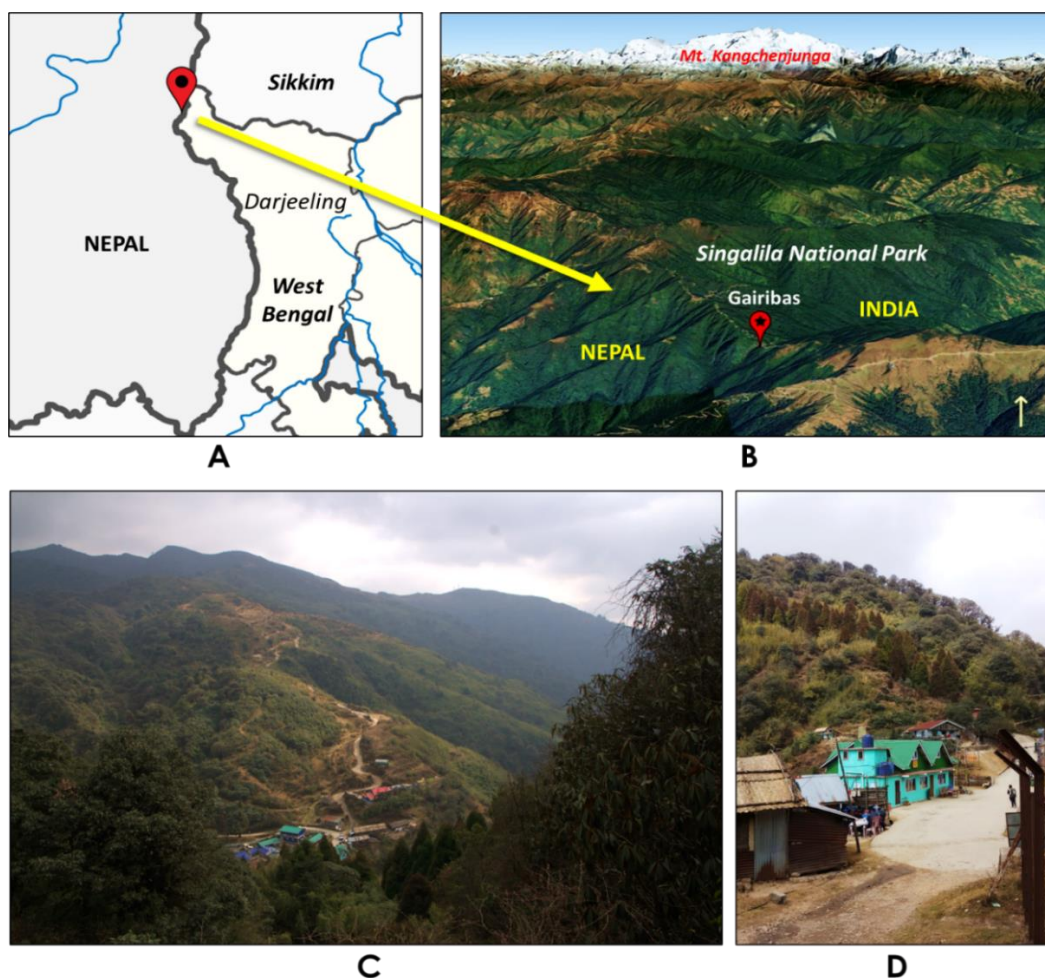 Sikkim
Darjeeling
NEPAL
West
Bengal
A
Mt. Kangchenjunga
Singalila National Park
Gairibas
INDIA
NEPAL
B
C
D